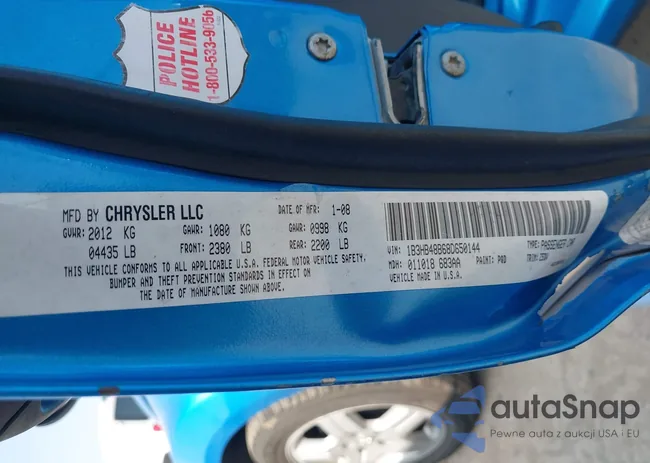 POLICE
HOTLINE
1-800-533-9056
MFD BY CHRYSLER LLC
DATE OF MFR: 1-08
GVWR: 2012 KG
GAWR: 1080 KG
GAWR: 0998 KG
04435 LB
FRONT: 2380 LB
REAR: 2200 LB
THIS VEHICLE CONFORMS TO ALL APPLICABLE U.S.A. FEDERAL MOTOR VEHICLE SAFETY,
BUMPER AND THEFT PREVENTION STANDARDS IN EFFECT ON
THE DATE OF MANUFACTURE SHOWN ABOVE.
VIN: 1B3HB48B68D650144
TYPE: PASSENGER CAR
MDH: 011018 683AA
PAINT: PQD
TRIM:
VEHICLE MADE IN U.S.A.
autaSnap
Pewne auta z aukcji USA i EU